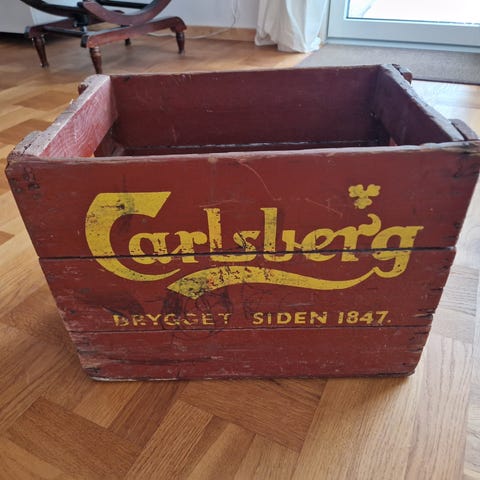 Carlsberg
BRYGGET SIDEN 1847.